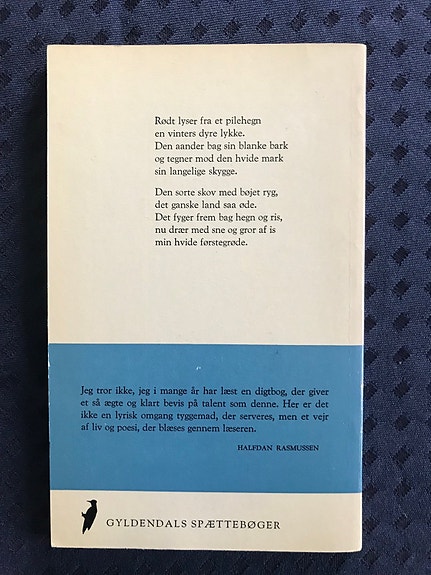 Rødt lyser fra et pilehegn
en vinters dyre lykke.
Den aander bag sin blanke bark
og tegner mod den hvide mark
sin langelige skygge.
Den sorte skov med bøjet ryg,
det ganske land saa øde.
Det fyger frem bag hegn og ris,
nu dræer med sne og gror af is
min hvide førstegrøde.
Jeg tror ikke, jeg i mange år har læst en digtbog, der giver
et så ægte og klart bevis på talent som denne. Her er det
ikke en lyrisk omgang tyggemad, der serveres, men et vejr
af liv og poesi, der blæses gennem læseren.
HALFDAN RASMUSSEN
GYLDENDALS SPÆTTEBØGER